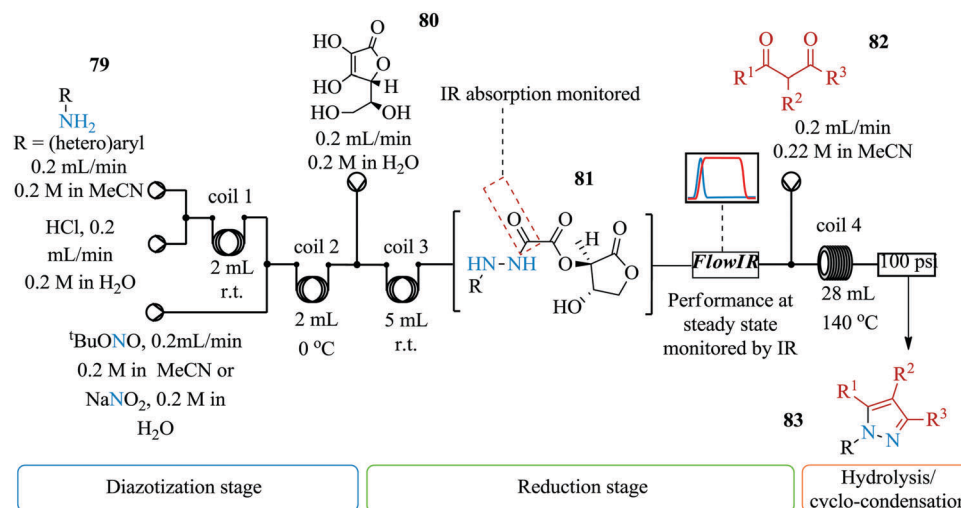 79
R
NH2
R = (hetero)aryl
0.2 mL/min
0.2 M in MeCN
HCl, 0.2
mL/min
0.2 M in H2O
coil 1
2 mL
r.t.
tBuONO, 0.2mL/min
0.2 M in MeCN or
NaNO2, 0.2 M in
H2O
coil 2
2 mL
0 oC
80
HO
O
O
HO
H
HO
OH
0.2 mL/min
0.2 M in H2O
coil 3
5 mL
r.t.
IR absorption monitored
81
O
O
H
O
HN-NH
O
O
R
HO
FlowIR
Performance at
steady state
monitored by IR
82
O
O
R1
R3
R2
0.2 mL/min
0.22 M in MeCN
coil 4
28 mL
140 oC
100 psi
83
R1
R2
R3
N
N
R
Diazotization stage
Reduction stage
Hydrolysis/
cyclo-condensation